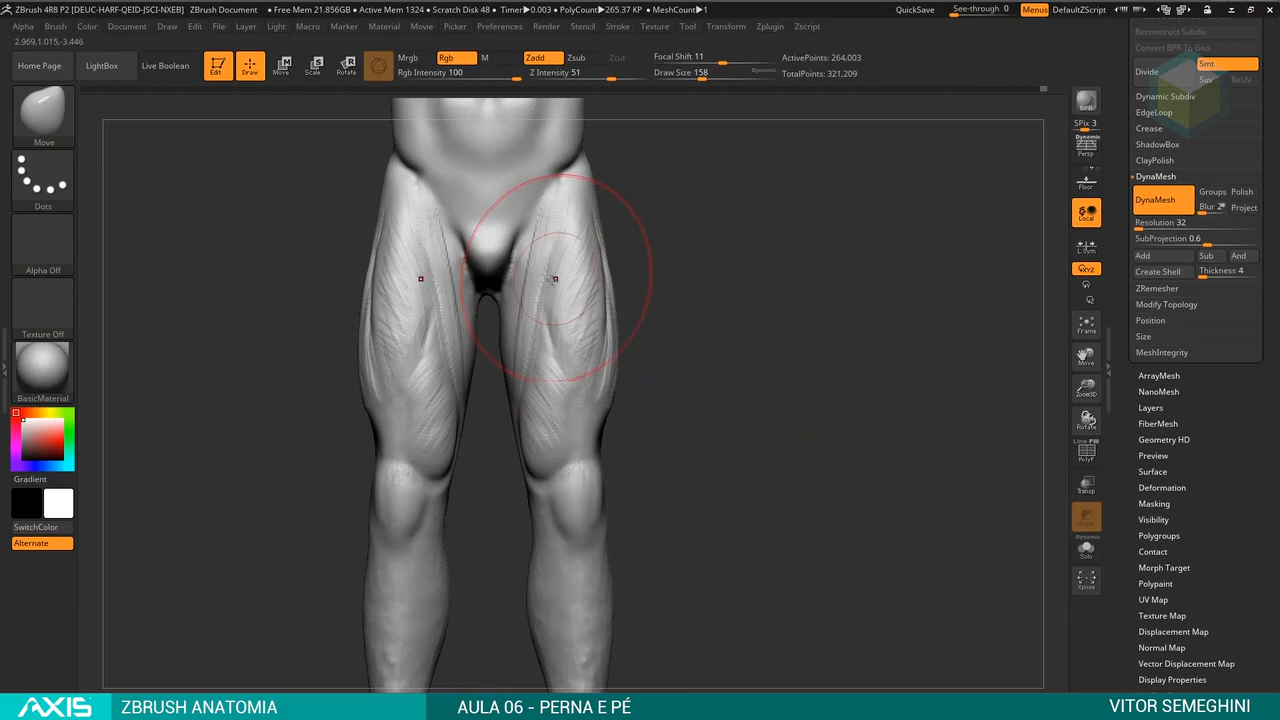 ZBrush 4R8 P2 [DEUC-HARF-QEID-JSCI-NXEB] ZBrush Document • Free Mem 21.856GB • Active Mem 1324 • Scratch Disk 48 • Timer▶0.003 • PolyCount▶265.37 KP • MeshCount▶1
QuickSave See-through 0 Menus DefaultZScript
Alpha Brush Color Document Draw Edit File Layer Light Macro Marker Material Movie Picker Preferences Render Stencil Stroke Texture Tool Transform Zplugin Zscript
2.969,1.015,-3.446
Home Page LightBox Live Boolean
Edit Draw Move Scale Rotate
Mrgb Rgb M
Rgb Intensity 100
Zadd Zsub Zcut
Z Intensity 51
Focal Shift 11
Draw Size 158 Dynamic
ActivePoints: 264,003
TotalPoints: 321,209
Move
Dots
Alpha Off
Texture Off
BasicMaterial
Gradient
SwitchColor
Alternate
BPR
SPix 3
Dynamic
Persp
Floor
Local
L.Sym
XYZ
Frame
Move
Zoom3D
Rotate
Line Fill
PolyF
Transp
Dynamic
Solo
Xpose
Reconstruct Subdiv
Convert BPR To Geo
Divide Smt
Suv ReUV
Dynamic Subdiv
EdgeLoop
Crease
ShadowBox
ClayPolish
DynaMesh
DynaMesh Groups Polish
Blur 2 Project
Resolution 32
SubProjection 0.6
Add Sub And
Create Shell Thickness 4
ZRemesher
Modify Topology
Position
Size
MeshIntegrity
ArrayMesh
NanoMesh
Layers
FiberMesh
Geometry HD
Preview
Surface
Deformation
Masking
Visibility
Polygroups
Contact
Morph Target
Polypaint
UV Map
Texture Map
Displacement Map
Normal Map
Vector Displacement Map
Display Properties
AXIS ZBRUSH ANATOMIA AULA 06 - PERNA E PÉ VITOR SEMEGHINI